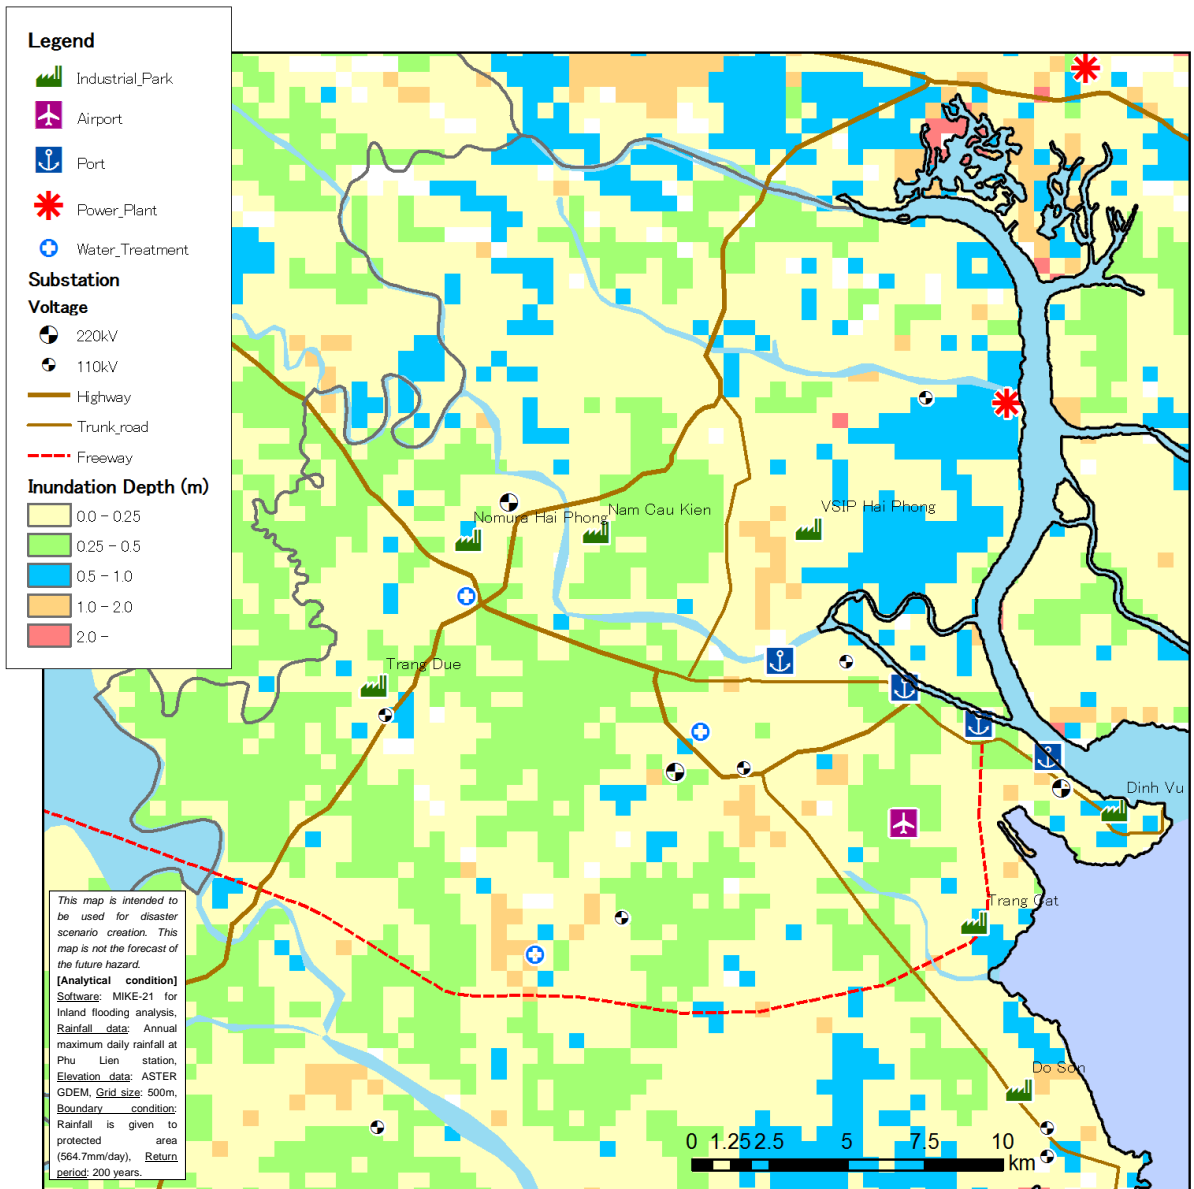 Legend
Industrial_Park
Airport
Port
Power_Plant
Water_Treatment
Substation
Voltage
220kV
110kV
Highway
Trunk_road
Freeway
Inundation Depth (m)
0.0 - 0.25
0.25 - 0.5
0.5 - 1.0
1.0 - 2.0
2.0 -
VSIP Hai Phong
Nam Cau Kien
Nomura Hai Phong
Trang Due
Dinh Vu
Trang Cat
Do Son
This map is intended to
be used for disaster
scenario creation. This
map is not the forecast of
the future hazard.
[Analytical condition]
Software: MIKE-21 for
Inland flooding analysis,
Rainfall data: Annual
maximum daily rainfall at
Phu Lien station,
Elevation data: ASTER
GDEM, Grid size: 500m,
Boundary condition:
Rainfall is given to
protected area
(564.7mm/day), Return
period: 200 years.
0 1.25 2.5 5 7.5 10
km